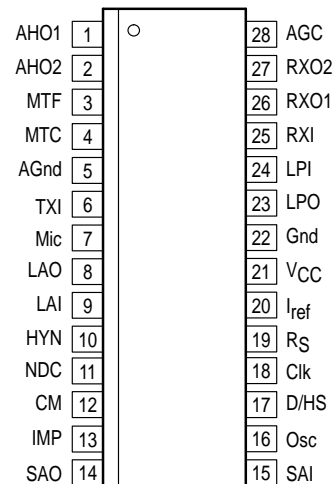 AHO1 1 28 AGC
AHO2 2 27 RXO2
MTF 3 26 RXO1
MTC 4 25 RXI
AGnd 5 24 LPI
TXI 6 23 LPO
Mic 7 22 Gnd
LAO 8 21 VCC
LAI 9 20 Iref
HYN 10 19 RS
NDC 11 18 Clk
CM 12 17 D/HS
IMP 13 16 Osc
SAO 14 15 SAI